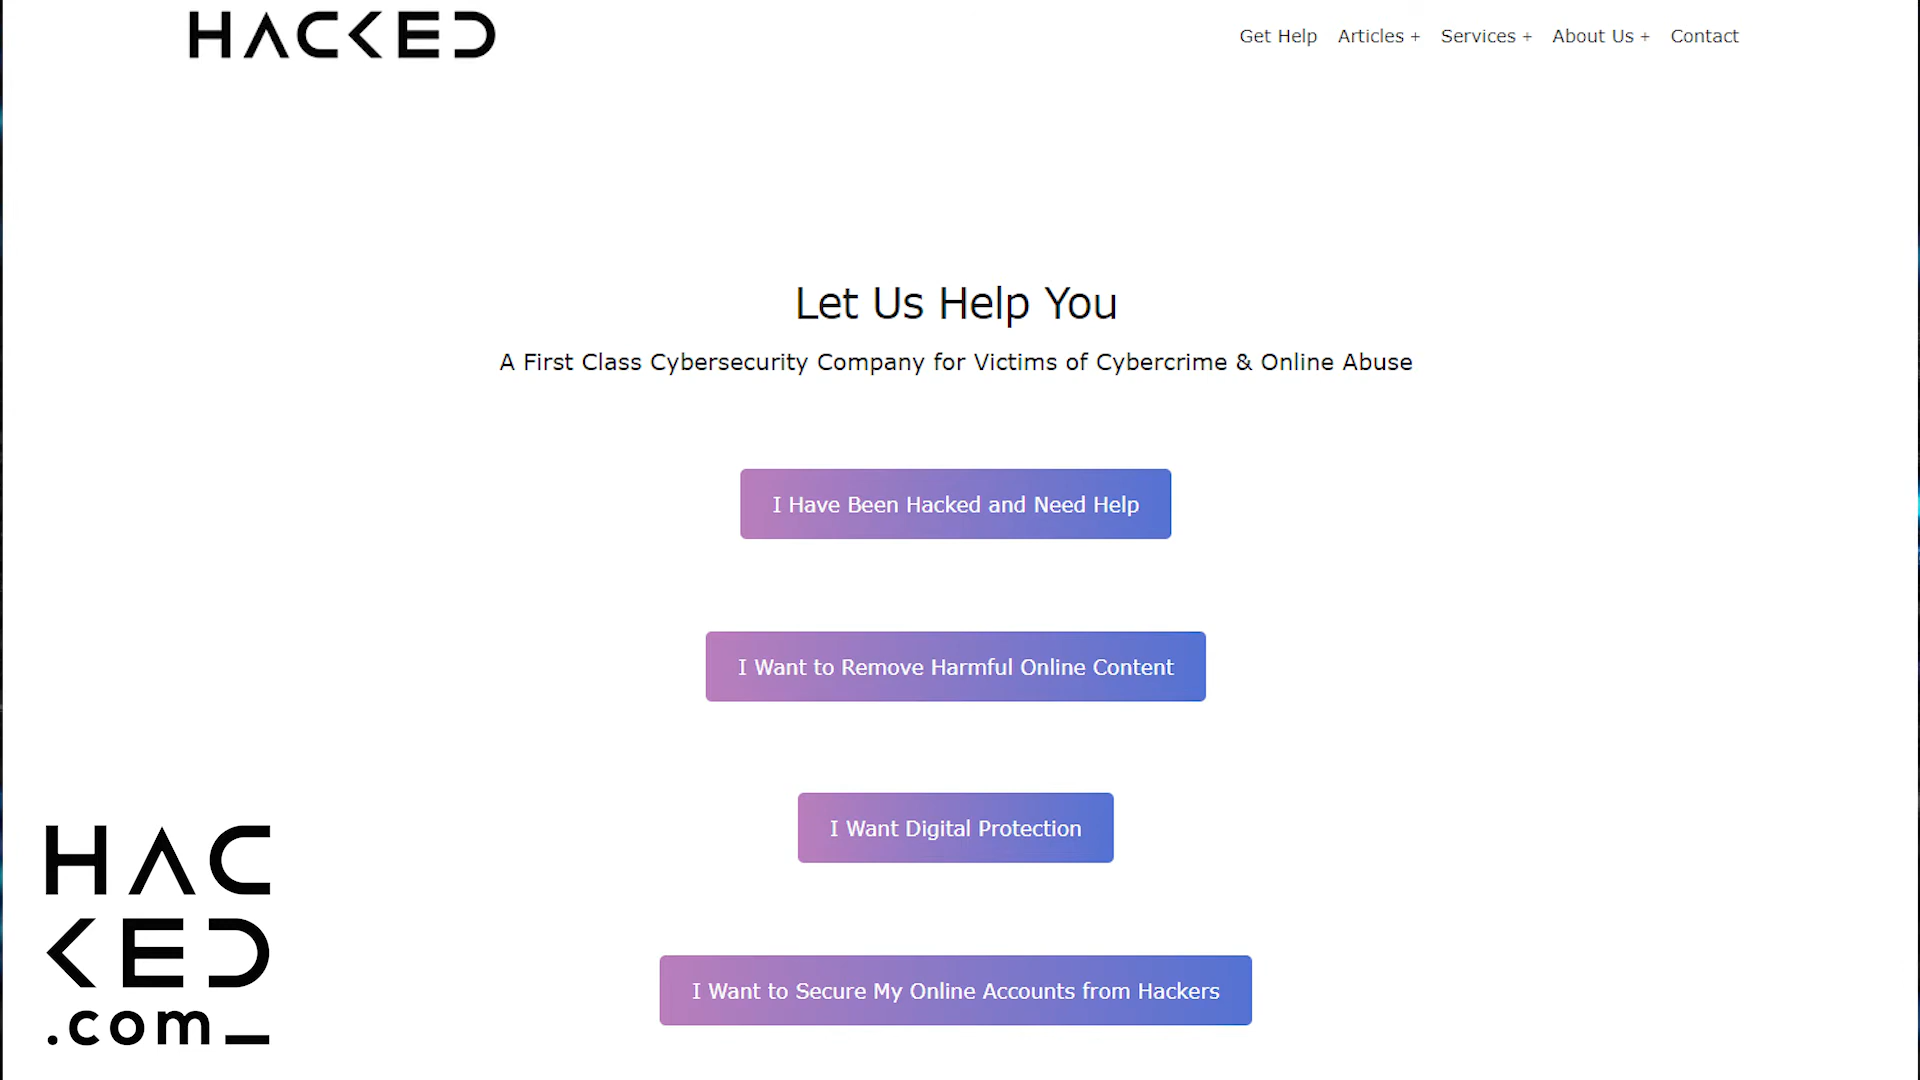 HACKED
Get Help Articles + Services + About Us + Contact
Let Us Help You
A First Class Cybersecurity Company for Victims of Cybercrime & Online Abuse
I Have Been Hacked and Need Help
I Want to Remove Harmful Online Content
I Want Digital Protection
I Want to Secure My Online Accounts from Hackers
HAC
KED
.com_